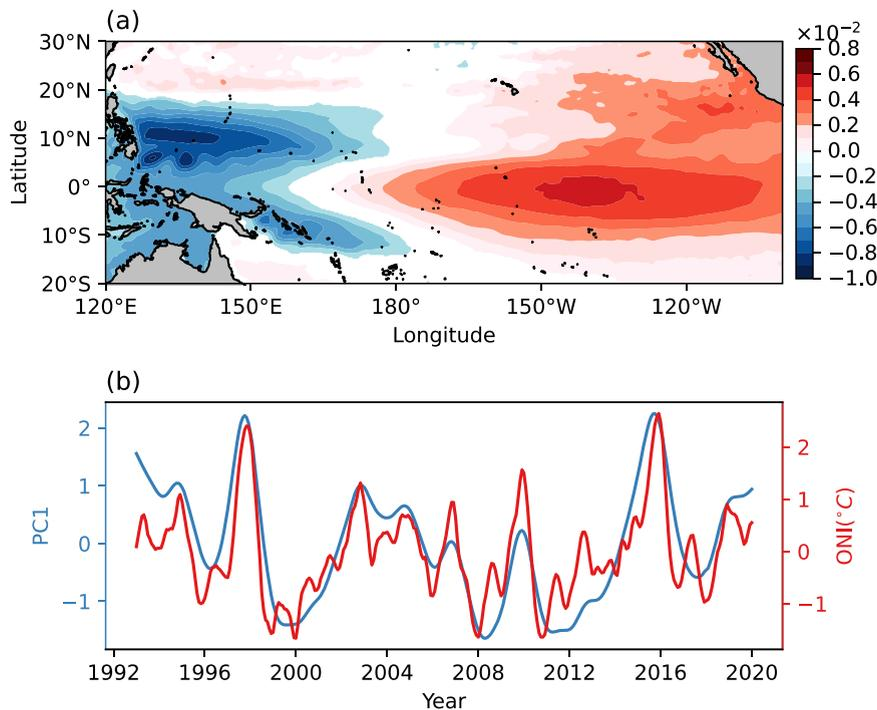 (a)
×10⁻²
30°N
20°N
10°N
0°
10°S
20°S
Latitude
120°E 150°E 180° 150°W 120°W
Longitude
0.8
0.6
0.4
0.2
0.0
−0.2
−0.4
−0.6
−0.8
−1.0
(b)
2
1
0
−1
PC1
2
1
0
−1
ONI(°C)
1992 1996 2000 2004 2008 2012 2016 2020
Year